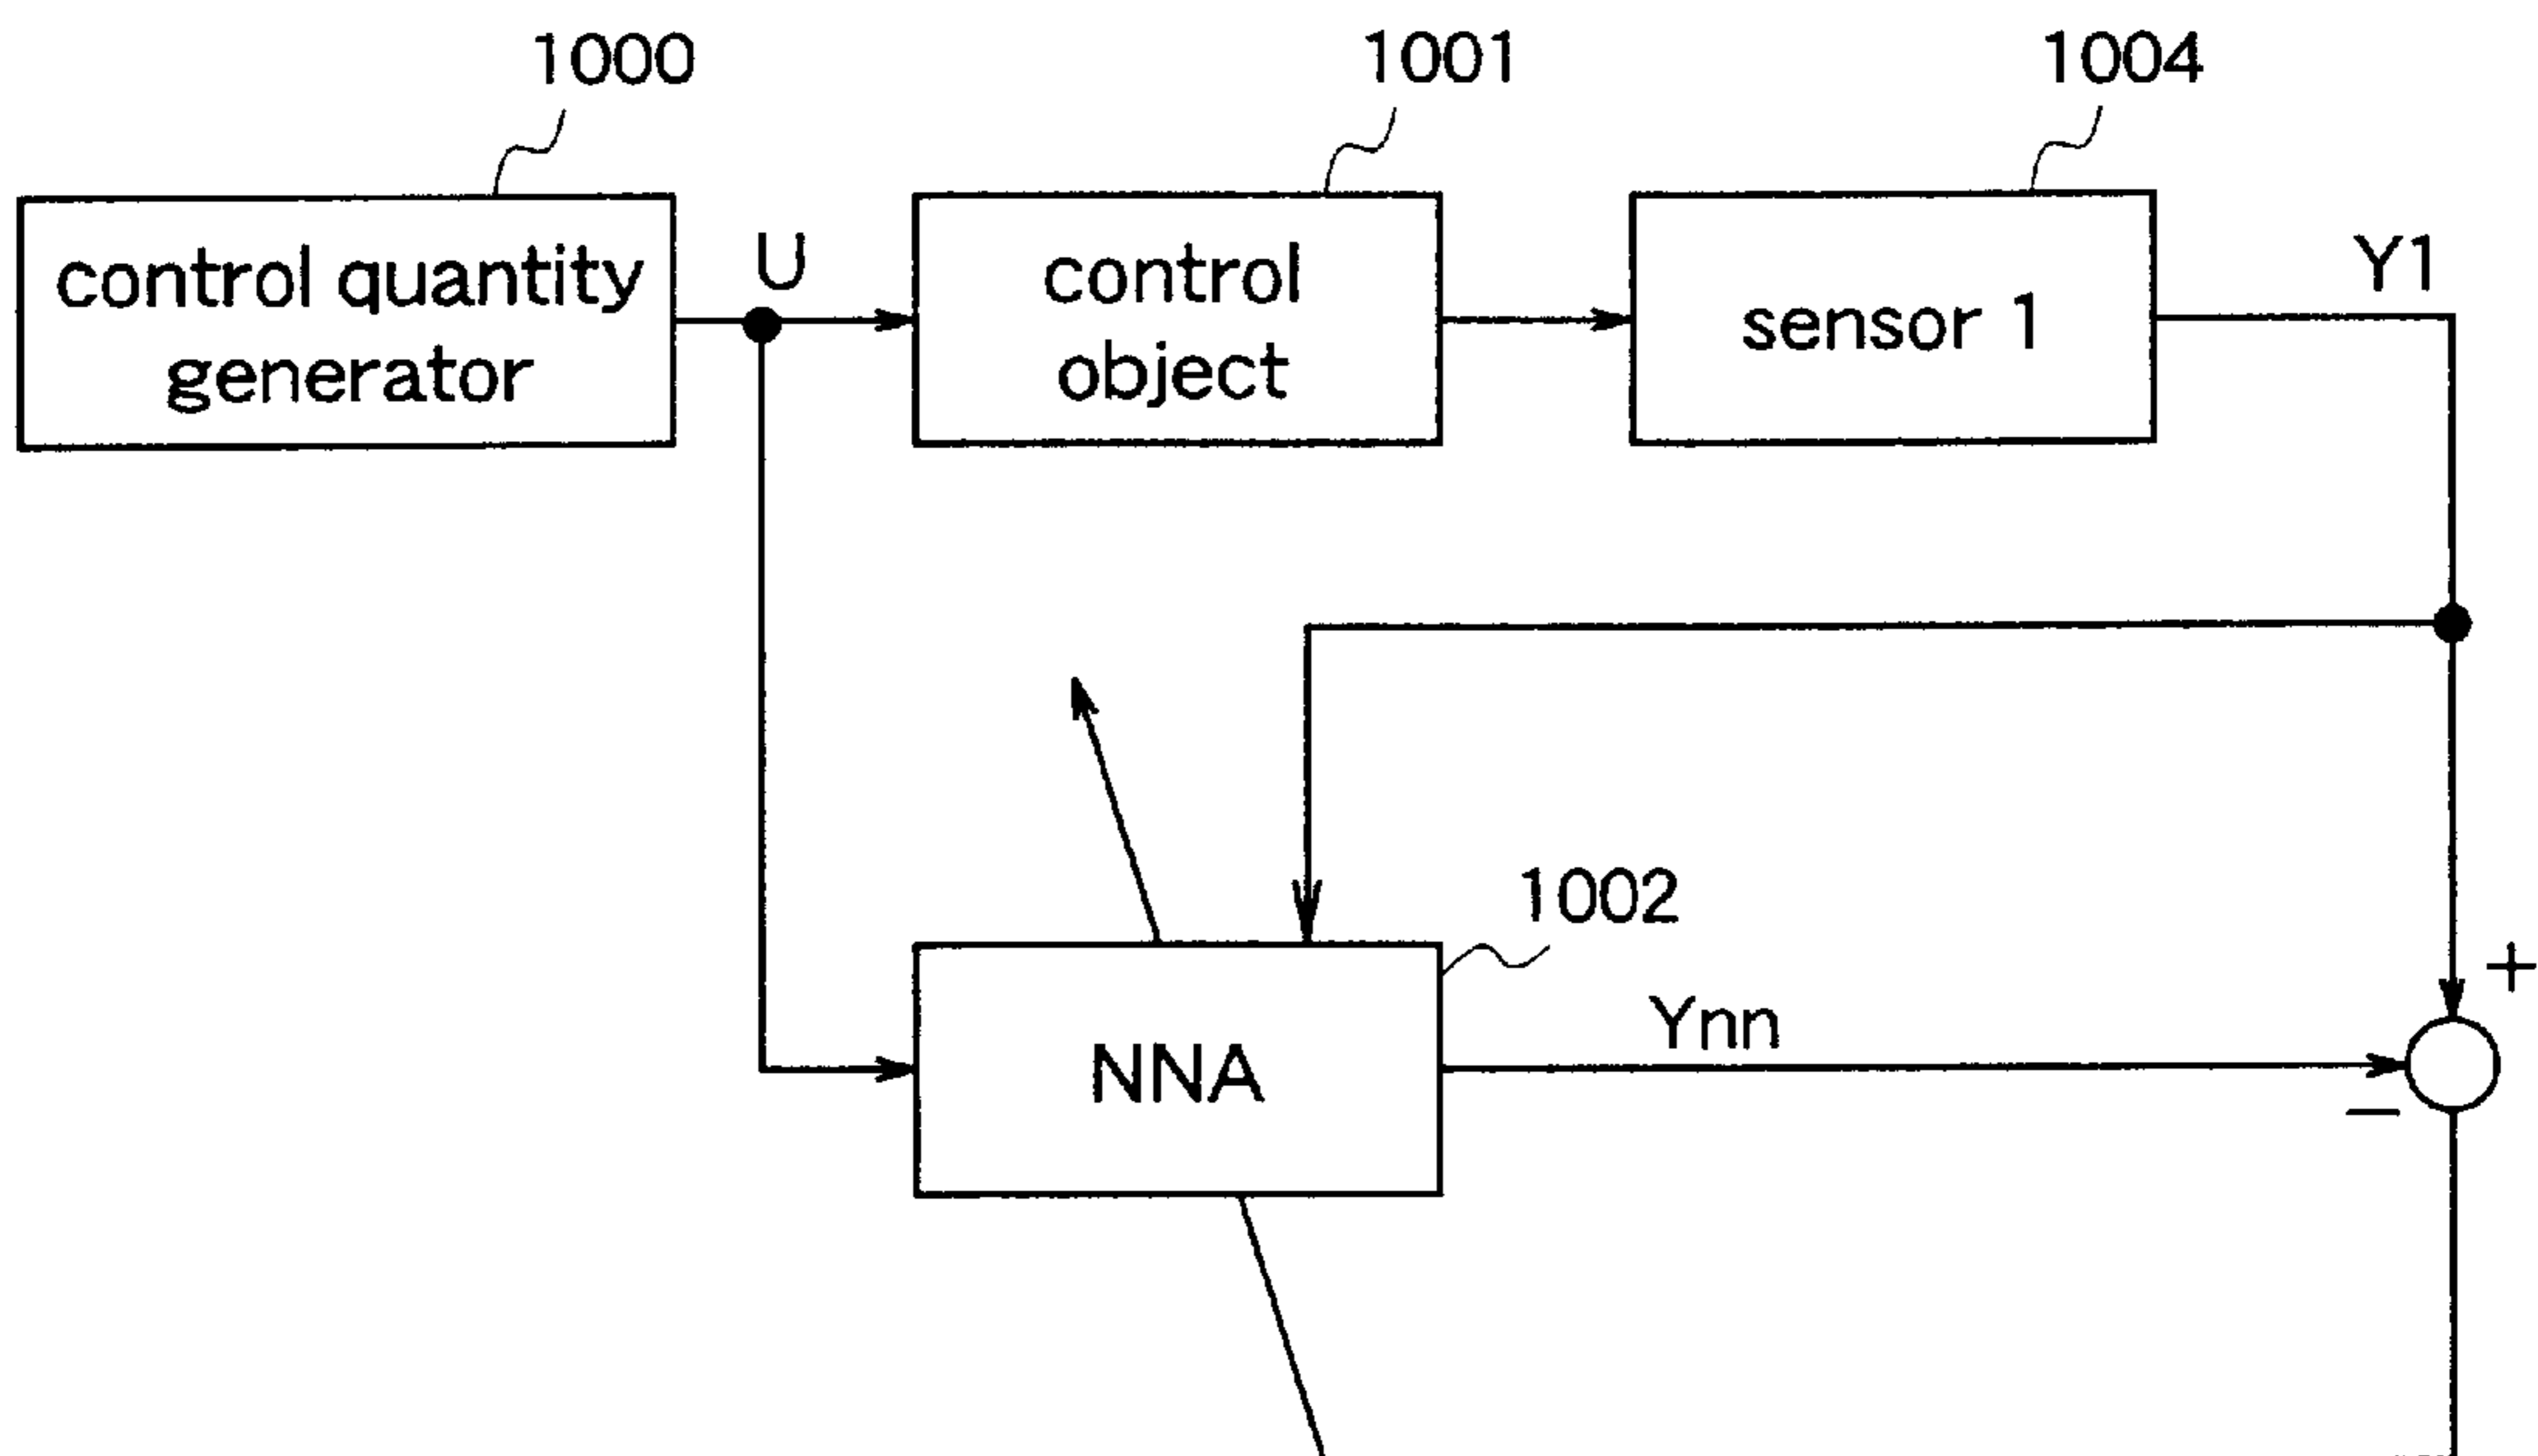 1000
1001
1004
control quantity
generator
U
control
object
sensor 1
Y1
1002
NNA
Ynn
+
−